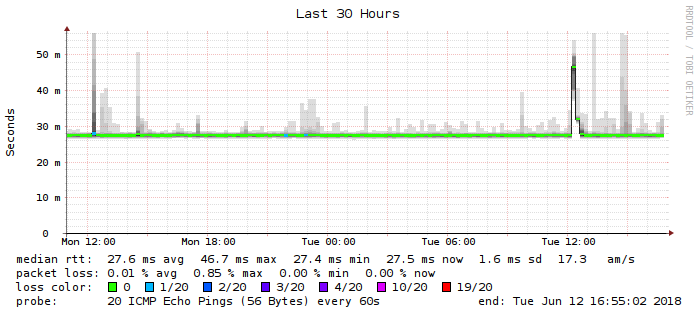 Last 30 Hours
RRDTOOL / TOBI OETIKER
Seconds
50 m
40 m
30 m
20 m
10 m
0
Mon 12:00 Mon 18:00 Tue 00:00 Tue 06:00 Tue 12:00
median rtt: 27.6 ms avg 46.7 ms max 27.4 ms min 27.5 ms now 1.6 ms sd 17.3 am/s
packet loss: 0.01 % avg 0.85 % max 0.00 % min 0.00 % now
loss color: 0 1/20 2/20 3/20 4/20 10/20 19/20
probe: 20 ICMP Echo Pings (56 Bytes) every 60s end: Tue Jun 12 16:55:02 2018